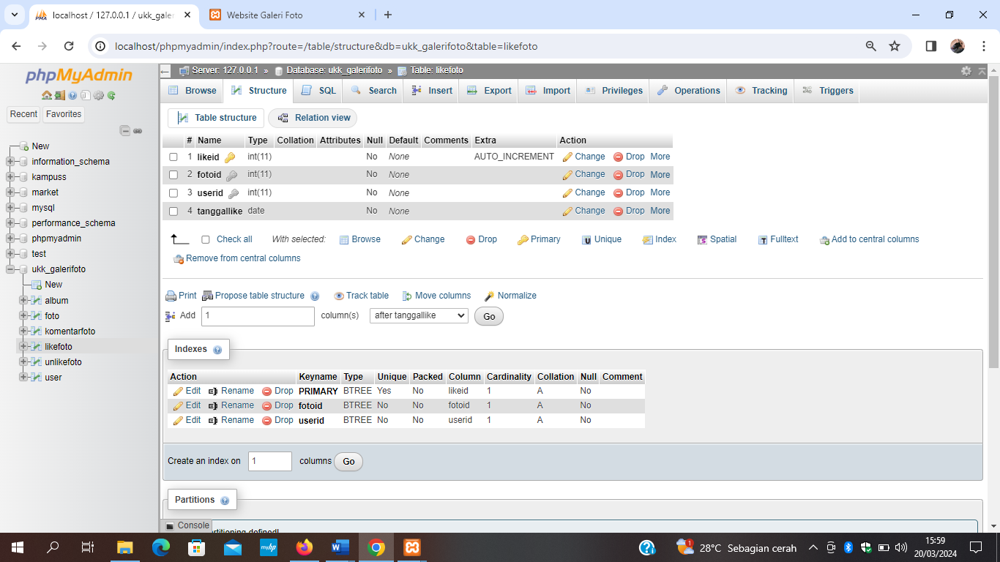 localhost / 127.0.0.1 / ukk_galer
Website Galeri Foto
localhost/phpmyadmin/index.php?route=/table/structure&db=ukk_galerifoto&table=likefoto
phpMyAdmin
Recent Favorites
New
information_schema
kampuss
market
mysql
performance_schema
phpmyadmin
test
ukk_galerifoto
New
album
foto
komentarfoto
likefoto
unlikefoto
user
Server: 127.0.0.1 » Database: ukk_galerifoto » Table: likefoto
Browse Structure SQL Search Insert Export Import Privileges Operations Tracking Triggers
Table structure Relation view
# Name Type Collation Attributes Null Default Comments Extra Action
1 likeid int(11) No None AUTO_INCREMENT Change Drop More
2 fotoid int(11) No None Change Drop More
3 userid int(11) No None Change Drop More
4 tanggallike date No None Change Drop More
Check all With selected: Browse Change Drop Primary Unique Index Spatial Fulltext Add to central columns
Remove from central columns
Print Propose table structure Track table Move columns Normalize
Add 1 column(s) after tanggallike Go
Indexes
Action Keyname Type Unique Packed Column Cardinality Collation Null Comment
Edit Rename Drop PRIMARY BTREE Yes No likeid 1 A No
Edit Rename Drop fotoid BTREE No No fotoid 1 A No
Edit Rename Drop userid BTREE No No userid 1 A No
Create an index on 1 columns Go
Partitions
Console
28°C Sebagian cerah
15:59
20/03/2024